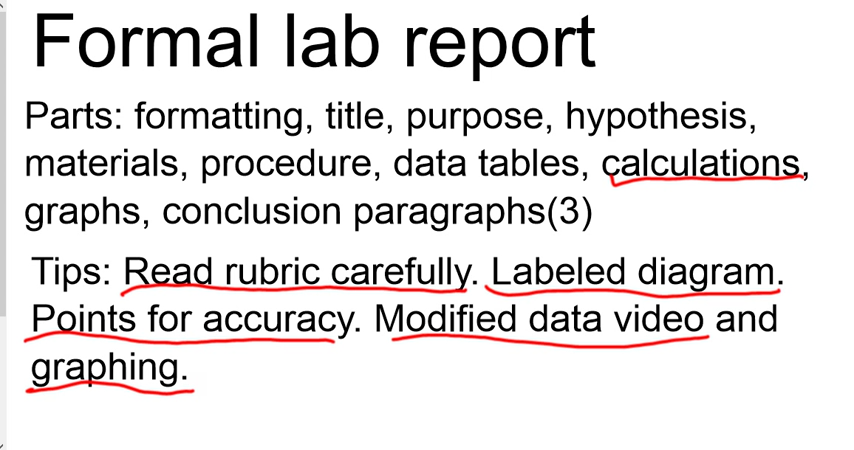 Formal lab report
Parts: formatting, title, purpose, hypothesis,
materials, procedure, data tables, calculations,
graphs, conclusion paragraphs(3)
Tips: Read rubric carefully. Labeled diagram.
Points for accuracy. Modified data video and
graphing.